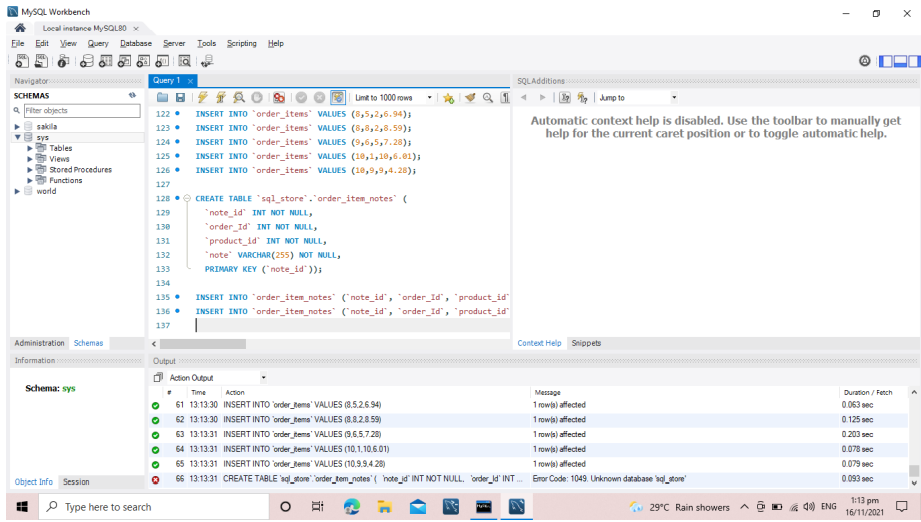 MySQL Workbench
Local instance MySQL80 ×
File Edit View Query Database Server Tools Scripting Help
Navigator
SCHEMAS
Filter objects
sakila
sys
Tables
Views
Stored Procedures
Functions
world
Administration Schemas
Information
Schema: sys
Object Info Session
Query 1 ×
Limit to 1000 rows
122 INSERT INTO `order_items` VALUES (8,5,2,6.94);
123 INSERT INTO `order_items` VALUES (8,8,2,8.59);
124 INSERT INTO `order_items` VALUES (9,6,5,7.28);
125 INSERT INTO `order_items` VALUES (10,1,10,6.01);
126 INSERT INTO `order_items` VALUES (10,9,9,4.28);
127
128 CREATE TABLE `sql_store`.`order_item_notes` (
129 `note_id` INT NOT NULL,
130 `order_Id` INT NOT NULL,
131 `product_id` INT NOT NULL,
132 `note` VARCHAR(255) NOT NULL,
133 PRIMARY KEY (`note_id`));
134
135 INSERT INTO `order_item_notes` (`note_id`, `order_Id`, `product_id`
136 INSERT INTO `order_item_notes` (`note_id`, `order_Id`, `product_id`
137
SQLAdditions
Jump to
Automatic context help is disabled. Use the toolbar to manually get
help for the current caret position or to toggle automatic help.
Context Help Snippets
Output
Action Output
# Time Action Message Duration / Fetch
61 13:13:30 INSERT INTO `order_items` VALUES (8,5,2,6.94) 1 row(s) affected 0.063 sec
62 13:13:30 INSERT INTO `order_items` VALUES (8,8,2,8.59) 1 row(s) affected 0.125 sec
63 13:13:31 INSERT INTO `order_items` VALUES (9,6,5,7.28) 1 row(s) affected 0.203 sec
64 13:13:31 INSERT INTO `order_items` VALUES (10,1,10,6.01) 1 row(s) affected 0.078 sec
65 13:13:31 INSERT INTO `order_items` VALUES (10,9,9,4.28) 1 row(s) affected 0.079 sec
66 13:13:31 CREATE TABLE `sql_store`.`order_item_notes` ( `note_id` INT NOT NULL, `order_Id` INT ... Error Code: 1049. Unknown database 'sql_store' 0.093 sec
Type here to search
29°C Rain showers
ENG
1:13 pm
16/11/2021